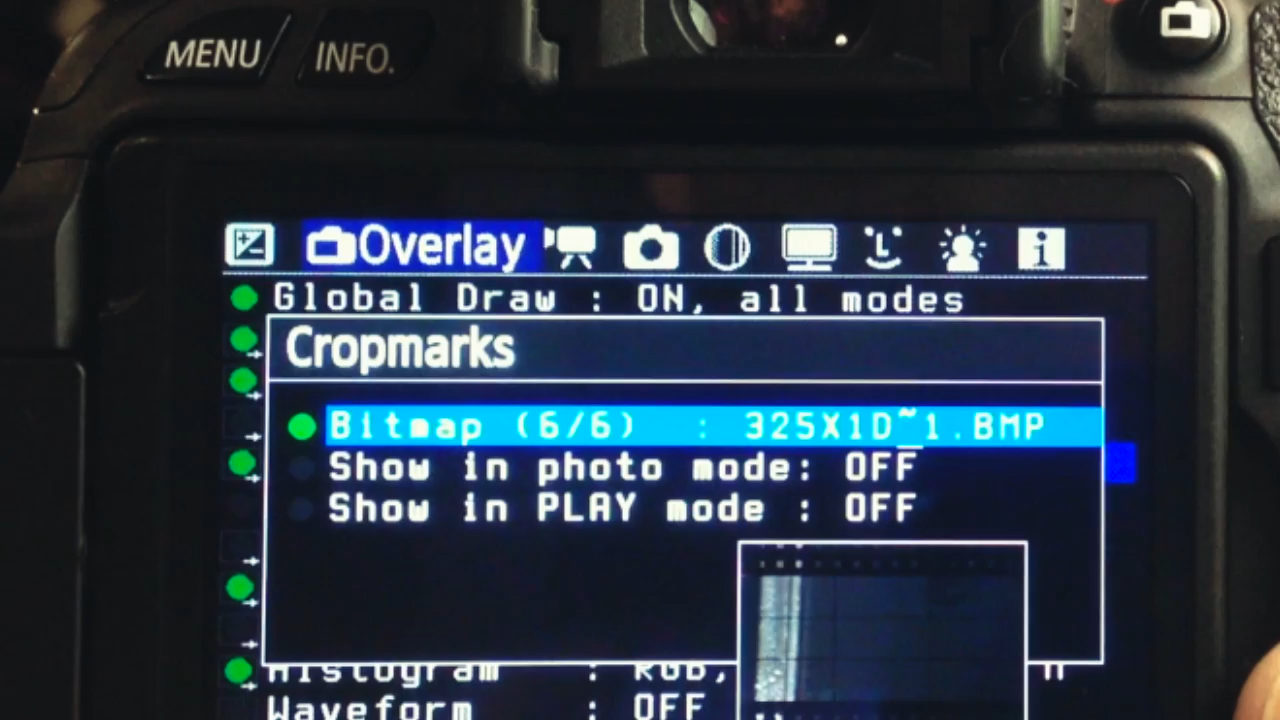 MENU INFO.
Overlay
Global Draw : ON, all modes
Cropmarks
Bitmap (6/6) : 325X1D~1.BMP
Show in photo mode: OFF
Show in PLAY mode : OFF
Histogram : RGB,
Waveform : OFF